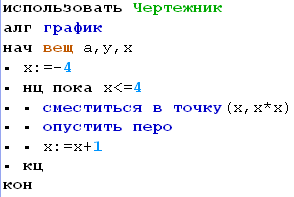 использовать Чертежник
алг график
нач вещ a,y,x
• x:=-4
• нц пока x<=4
• • сместиться в точку(x,x*x)
• • опустить перо
• • x:=x+1
• кц
кон